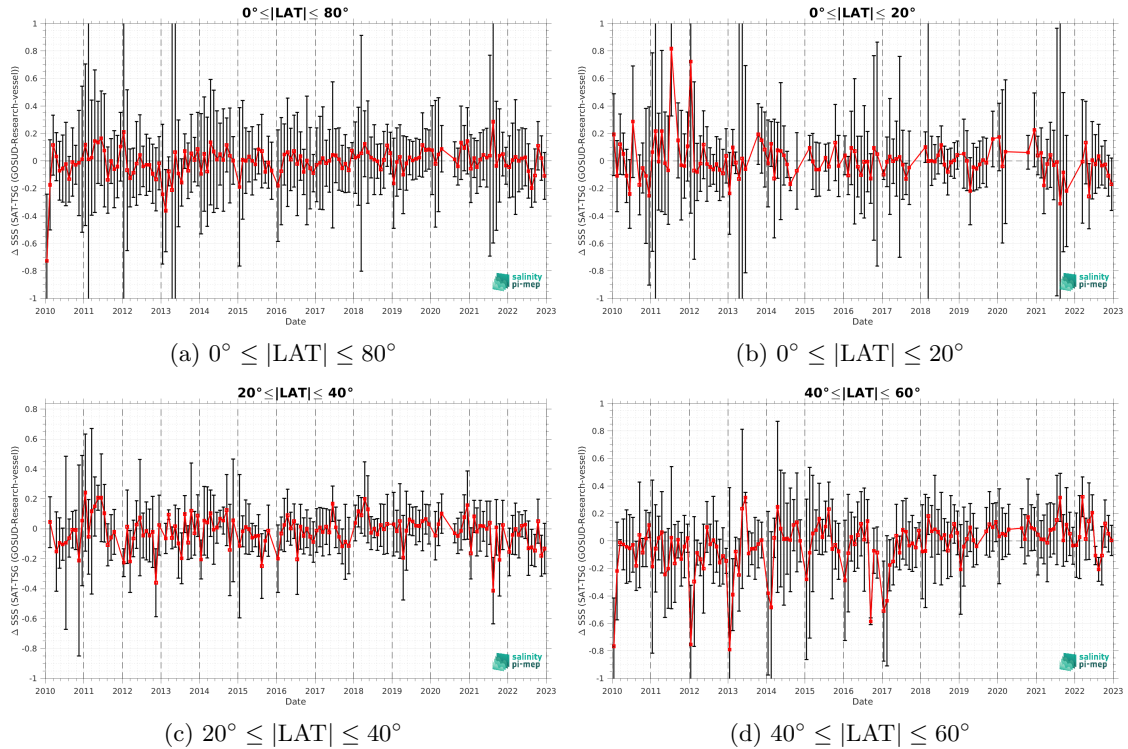 0°≤|LAT|≤ 80°
Δ SSS (SAT-TSG (GOSUD-Research-vessel))
1
0.8
0.6
0.4
0.2
0
-0.2
-0.4
-0.6
-0.8
-1
2010 2011 2012 2013 2014 2015 2016 2017 2018 2019 2020 2021 2022 2023
Date
salinity
pi-mep
(a) 0° ≤ |LAT| ≤ 80°
0°≤|LAT|≤ 20°
Δ SSS (SAT-TSG (GOSUD-Research-vessel))
1
0.8
0.6
0.4
0.2
0
-0.2
-0.4
-0.6
-0.8
-1
2010 2011 2012 2013 2014 2015 2016 2017 2018 2019 2020 2021 2022 2023
Date
salinity
pi-mep
(b) 0° ≤ |LAT| ≤ 20°
20°≤|LAT|≤ 40°
Δ SSS (SAT-TSG (GOSUD-Research-vessel))
0.8
0.6
0.4
0.2
0
-0.2
-0.4
-0.6
-0.8
-1
2010 2011 2012 2013 2014 2015 2016 2017 2018 2019 2020 2021 2022 2023
Date
salinity
pi-mep
(c) 20° ≤ |LAT| ≤ 40°
40°≤|LAT|≤ 60°
Δ SSS (SAT-TSG (GOSUD-Research-vessel))
1
0.8
0.6
0.4
0.2
0
-0.2
-0.4
-0.6
-0.8
-1
2010 2011 2012 2013 2014 2015 2016 2017 2018 2019 2020 2021 2022 2023
Date
salinity
pi-mep
(d) 40° ≤ |LAT| ≤ 60°